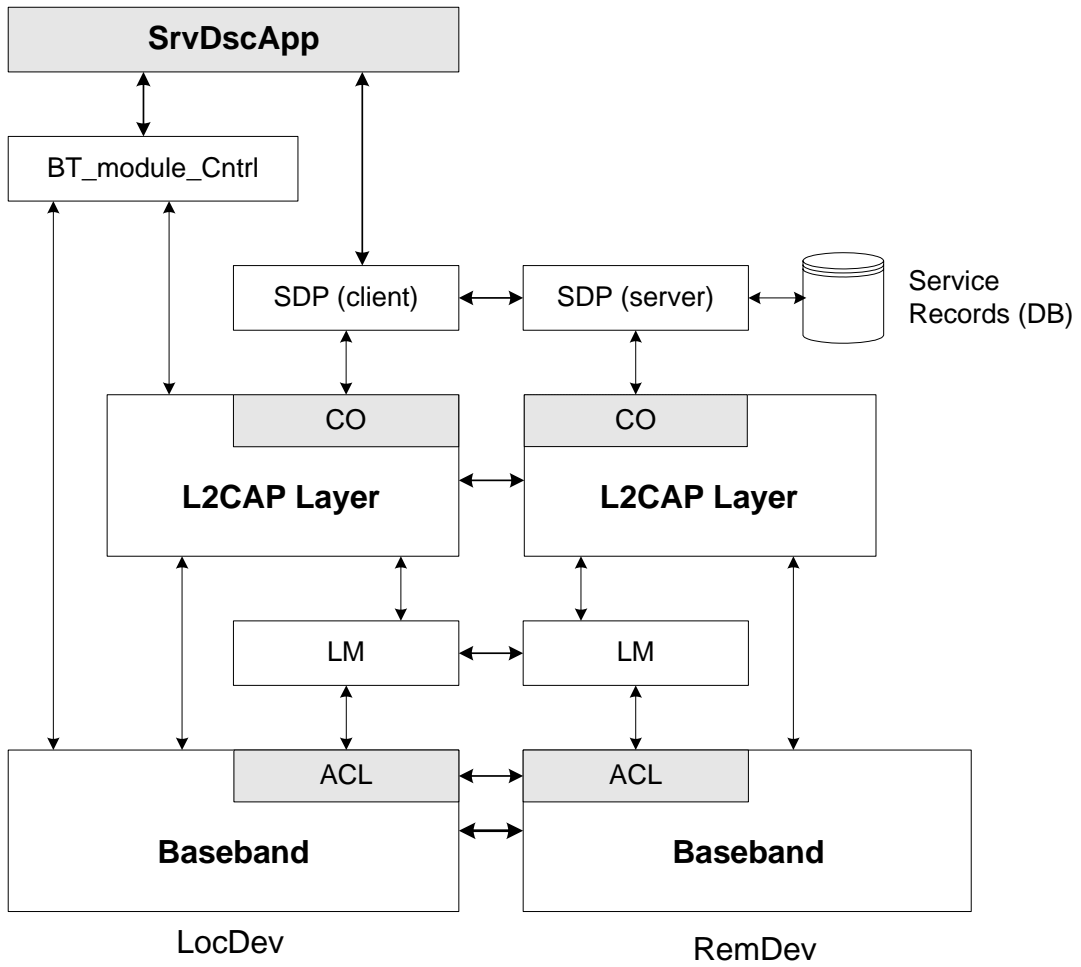 SrvDscApp
BT_module_Cntrl
SDP (client)
SDP (server)
Service
Records (DB)
CO
CO
L2CAP Layer
L2CAP Layer
LM
LM
ACL
ACL
Baseband
Baseband
LocDev
RemDev